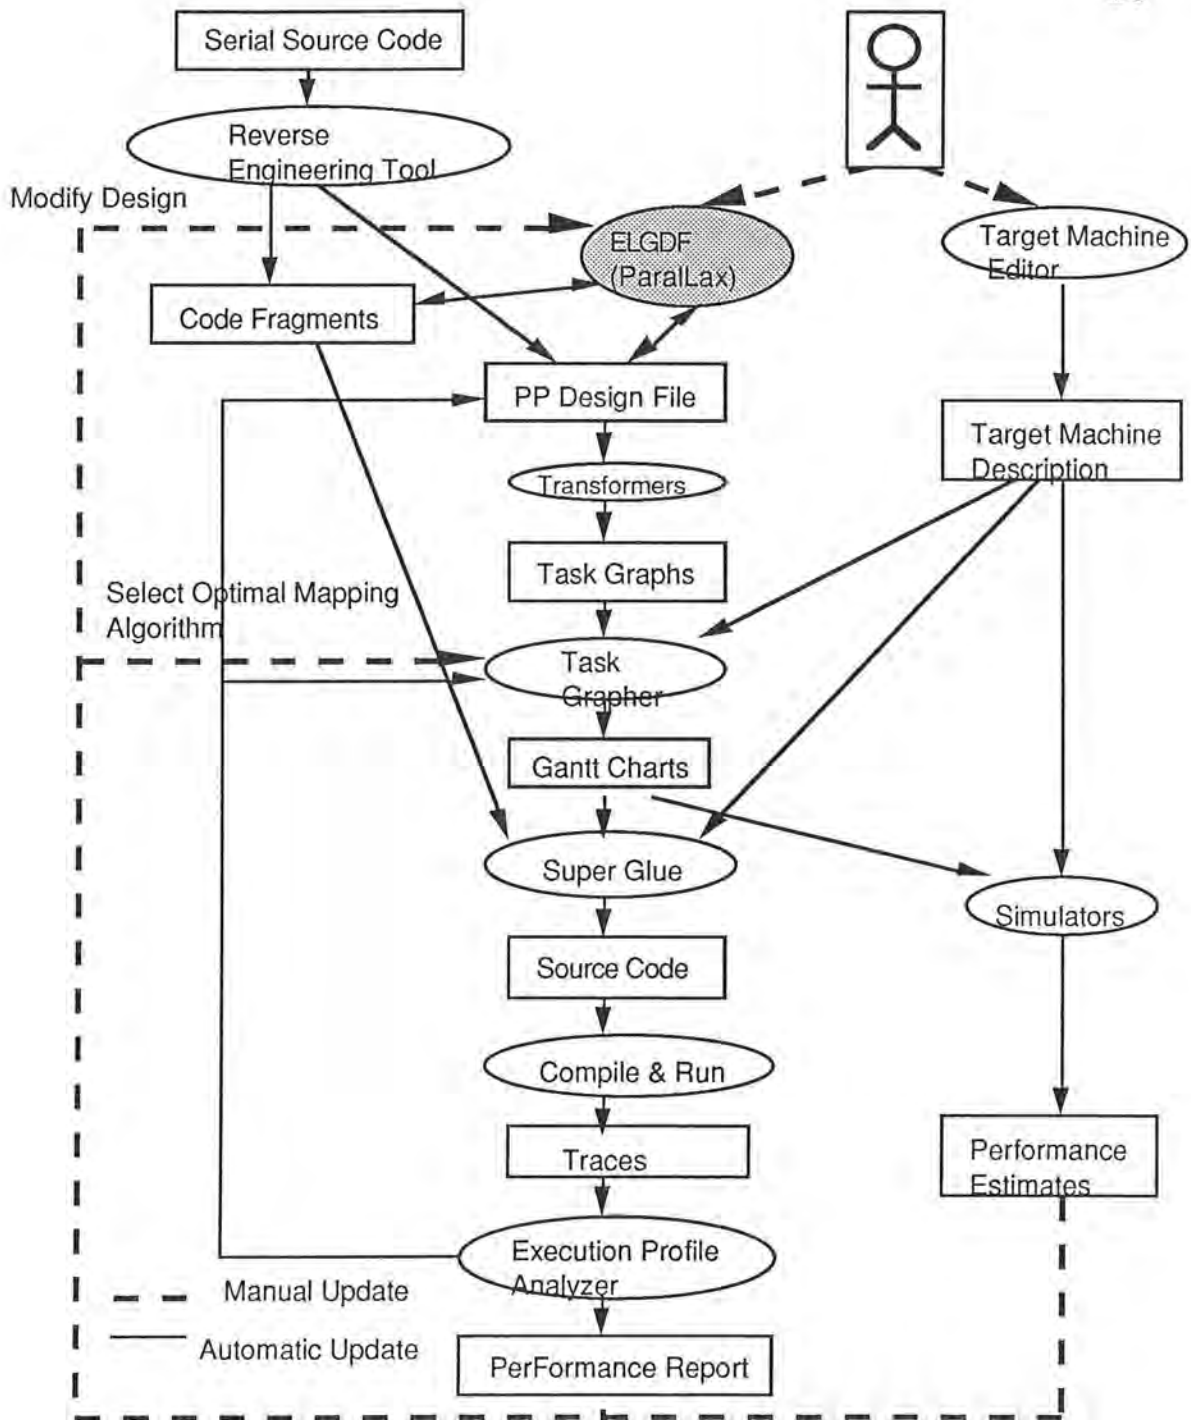 Serial Source Code
Reverse
Engineering Tool
Modify Design
ELGDF
(ParalLax)
Target Machine
Editor
Code Fragments
PP Design File
Target Machine
Description
Transformers
Task Graphs
Select Optimal Mapping
Algorithm
Task
Grapher
Gantt Charts
Super Glue
Simulators
Source Code
Compile & Run
Traces
Performance
Estimates
Execution Profile
Analyzer
Manual Update
Automatic Update
PerFormance Report